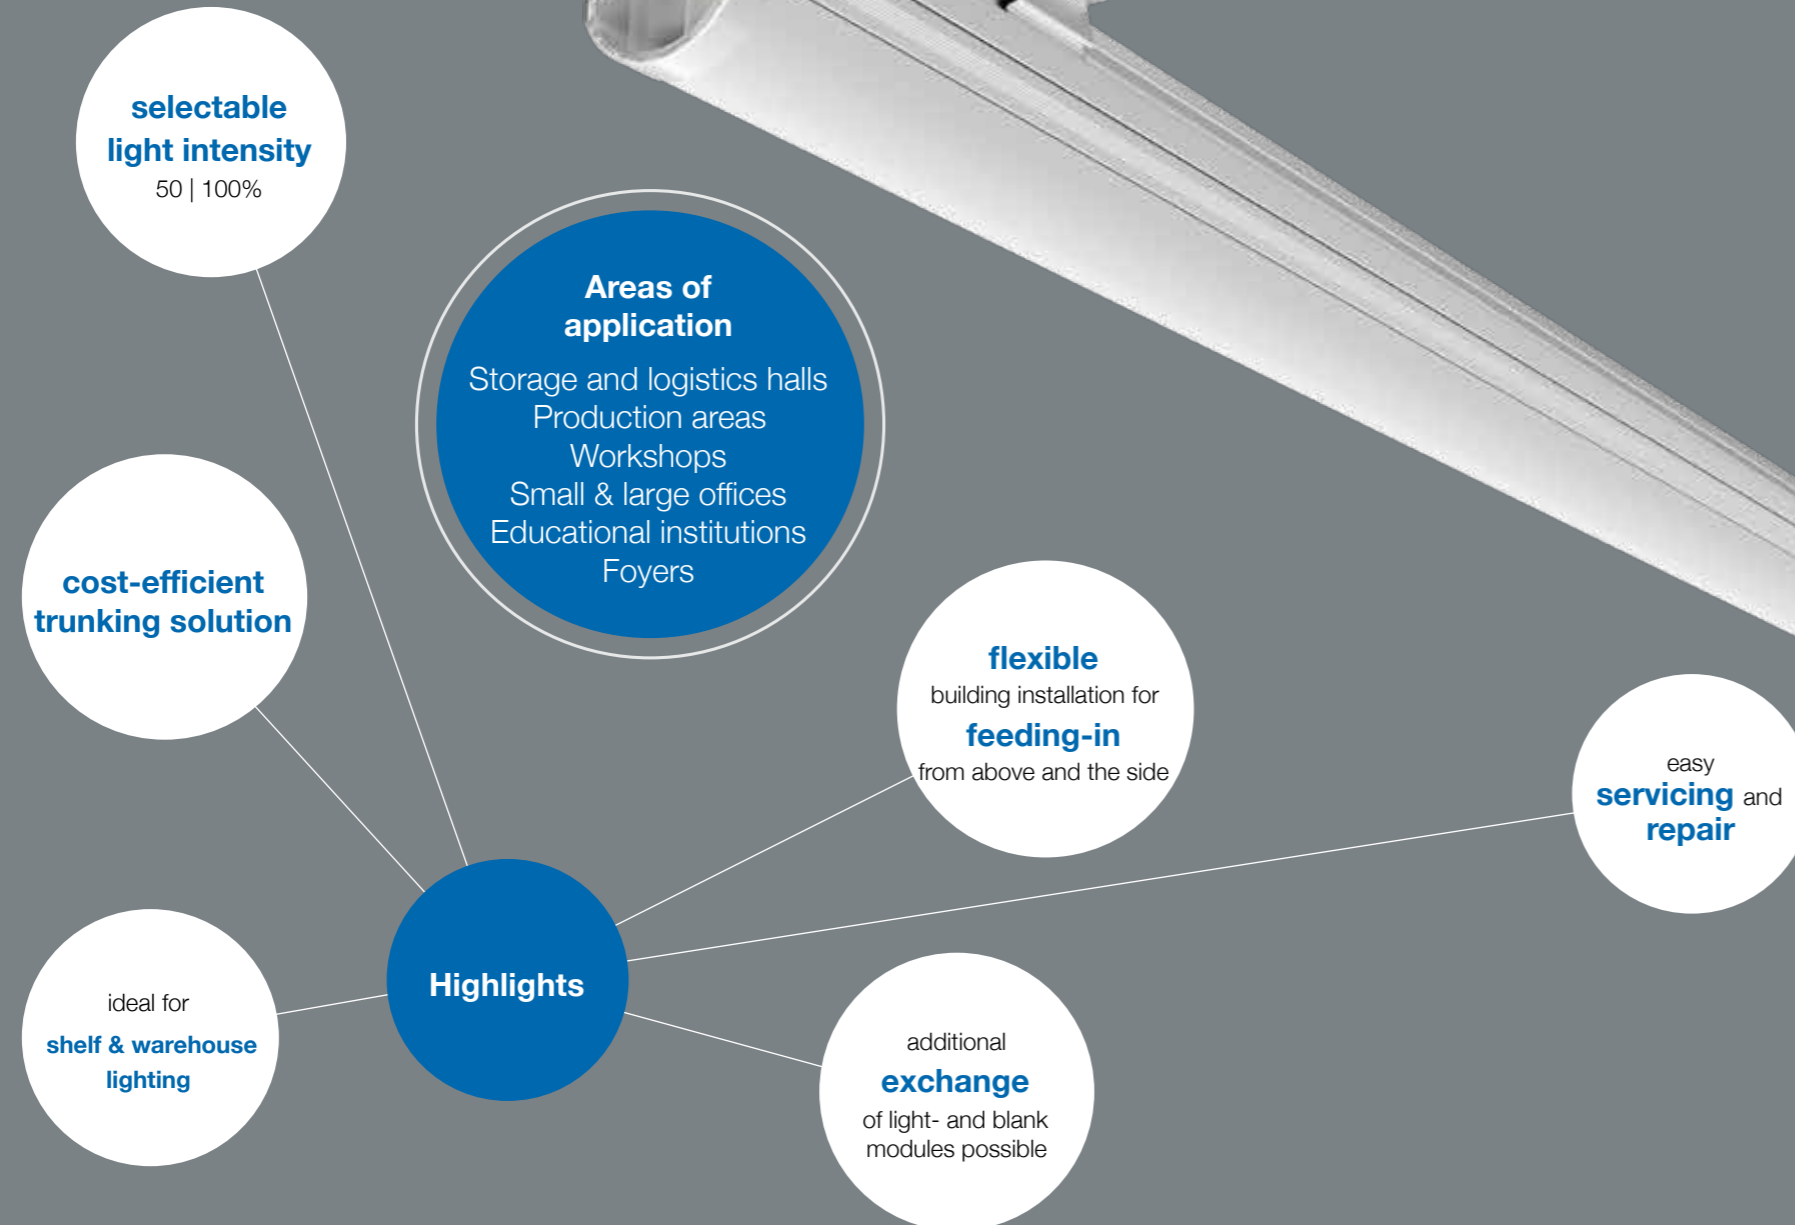 selectable
light intensity
50 | 100%
Areas of
application
Storage and logistics halls
Production areas
Workshops
Small & large offices
Educational institutions
Foyers
cost-efficient
trunking solution
flexible
building installation for
feeding-in
from above and the side
easy
servicing and
repair
Highlights
ideal for
shelf & warehouse
lighting
additional
exchange
of light- and blank
modules possible